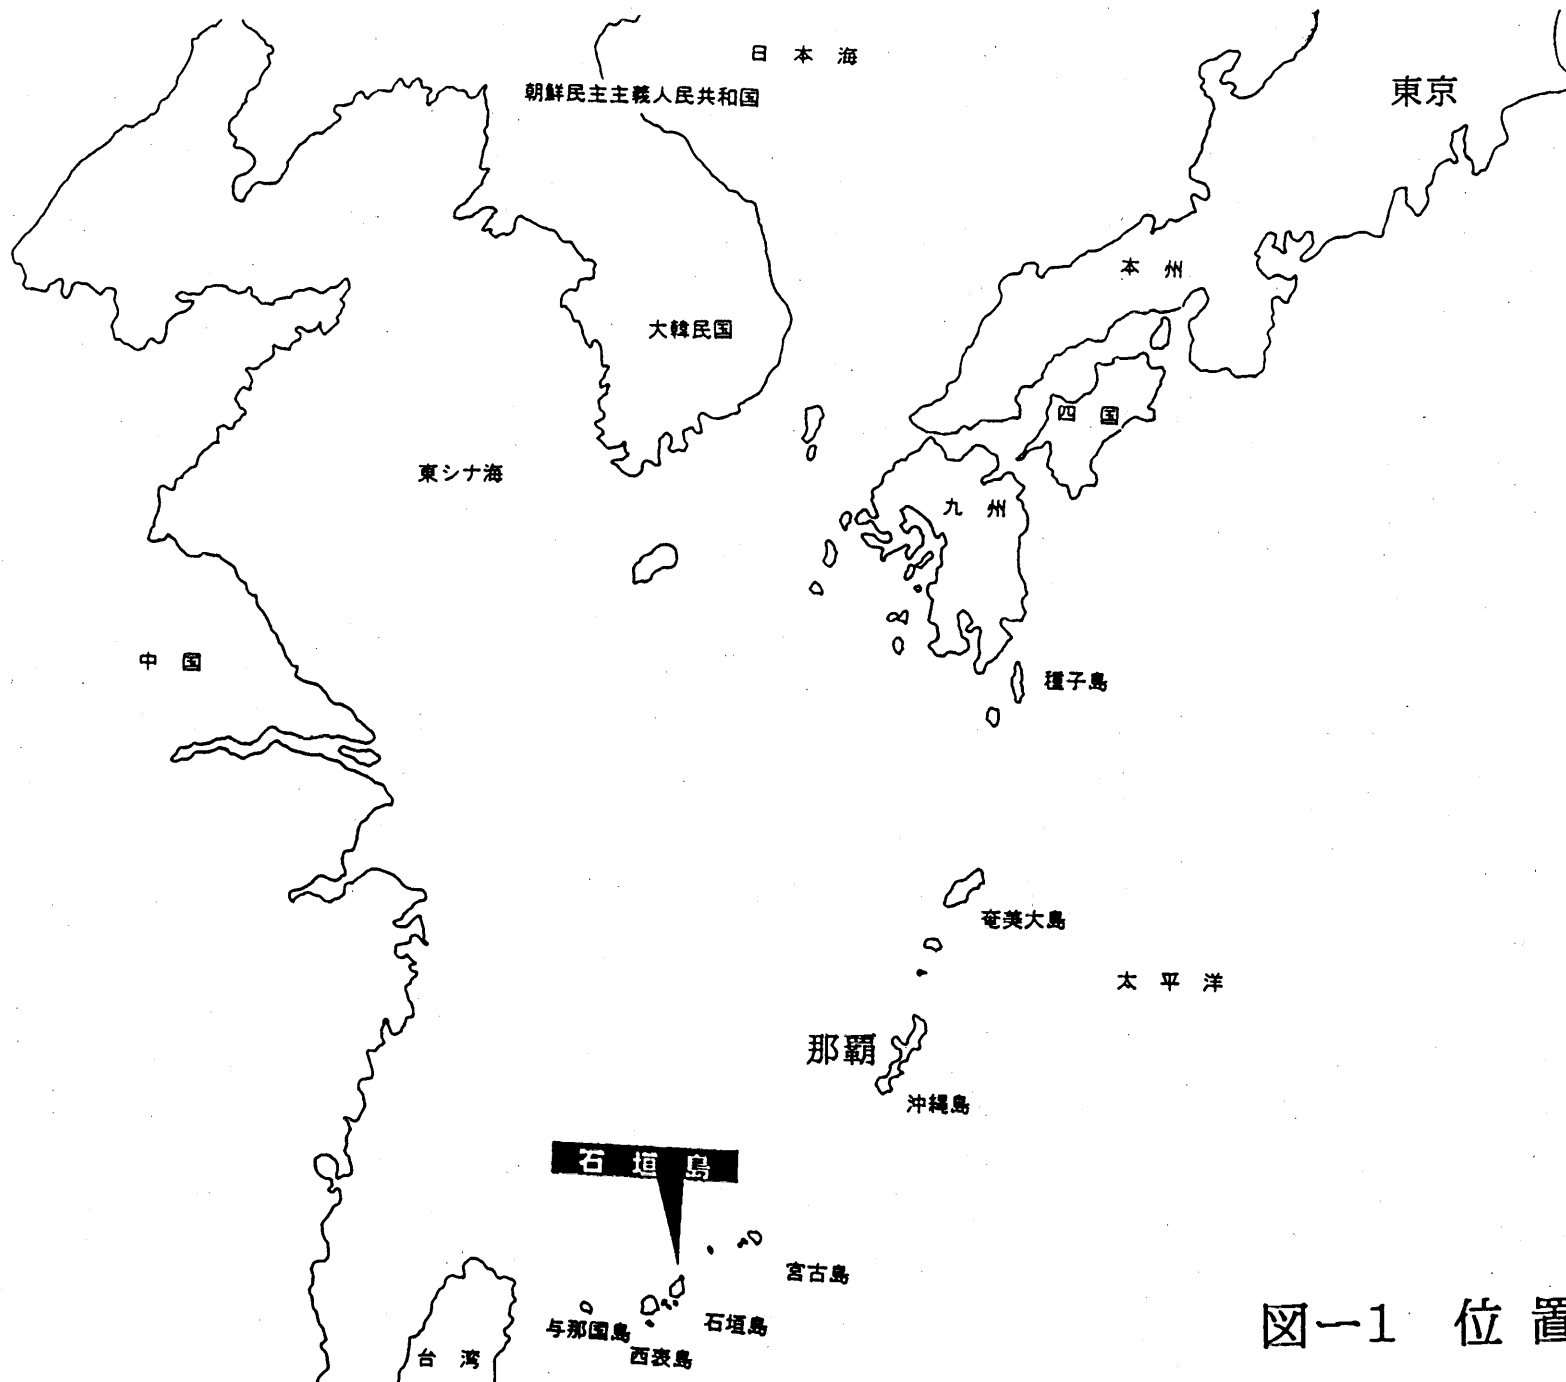 日本海
朝鮮民主主義人民共和国
東京
本州
大韓民国
四国
東シナ海
九州
中国
種子島
奄美大島
太平洋
那覇
沖縄島
石垣島
宮古島
与那国島
石垣島
西表島
台湾
図―1 位置